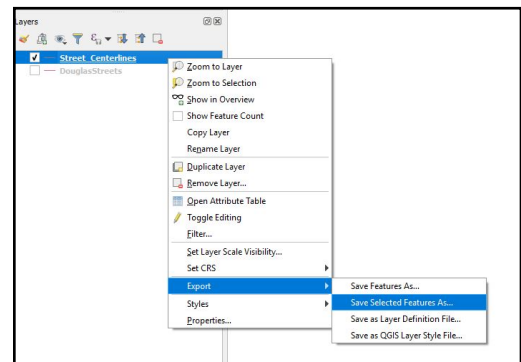 Layers
Street_Centerlines
DouglasStreets
Zoom to Layer
Zoom to Selection
Show in Overview
Show Feature Count
Copy Layer
Rename Layer
Duplicate Layer
Remove Layer...
Open Attribute Table
Toggle Editing
Filter...
Set Layer Scale Visibility...
Set CRS
Export
Styles
Properties...
Save Features As...
Save Selected Features As...
Save as Layer Definition File...
Save as QGIS Layer Style File...